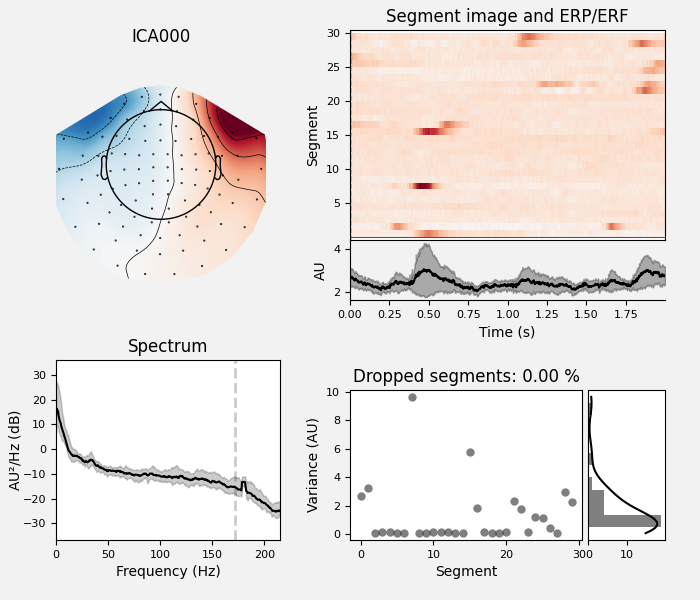 ICA000
Segment image and ERP/ERF
Segment
30
25
20
15
10
5
AU
4
2
0.00 0.25 0.50 0.75 1.00 1.25 1.50 1.75
Time (s)
Spectrum
AU²/Hz (dB)
30
20
10
0
−10
−20
−30
0 50 100 150 200
Frequency (Hz)
Dropped segments: 0.00 %
Variance (AU)
10
8
6
4
2
0
0 10 20 30
Segment
0 10